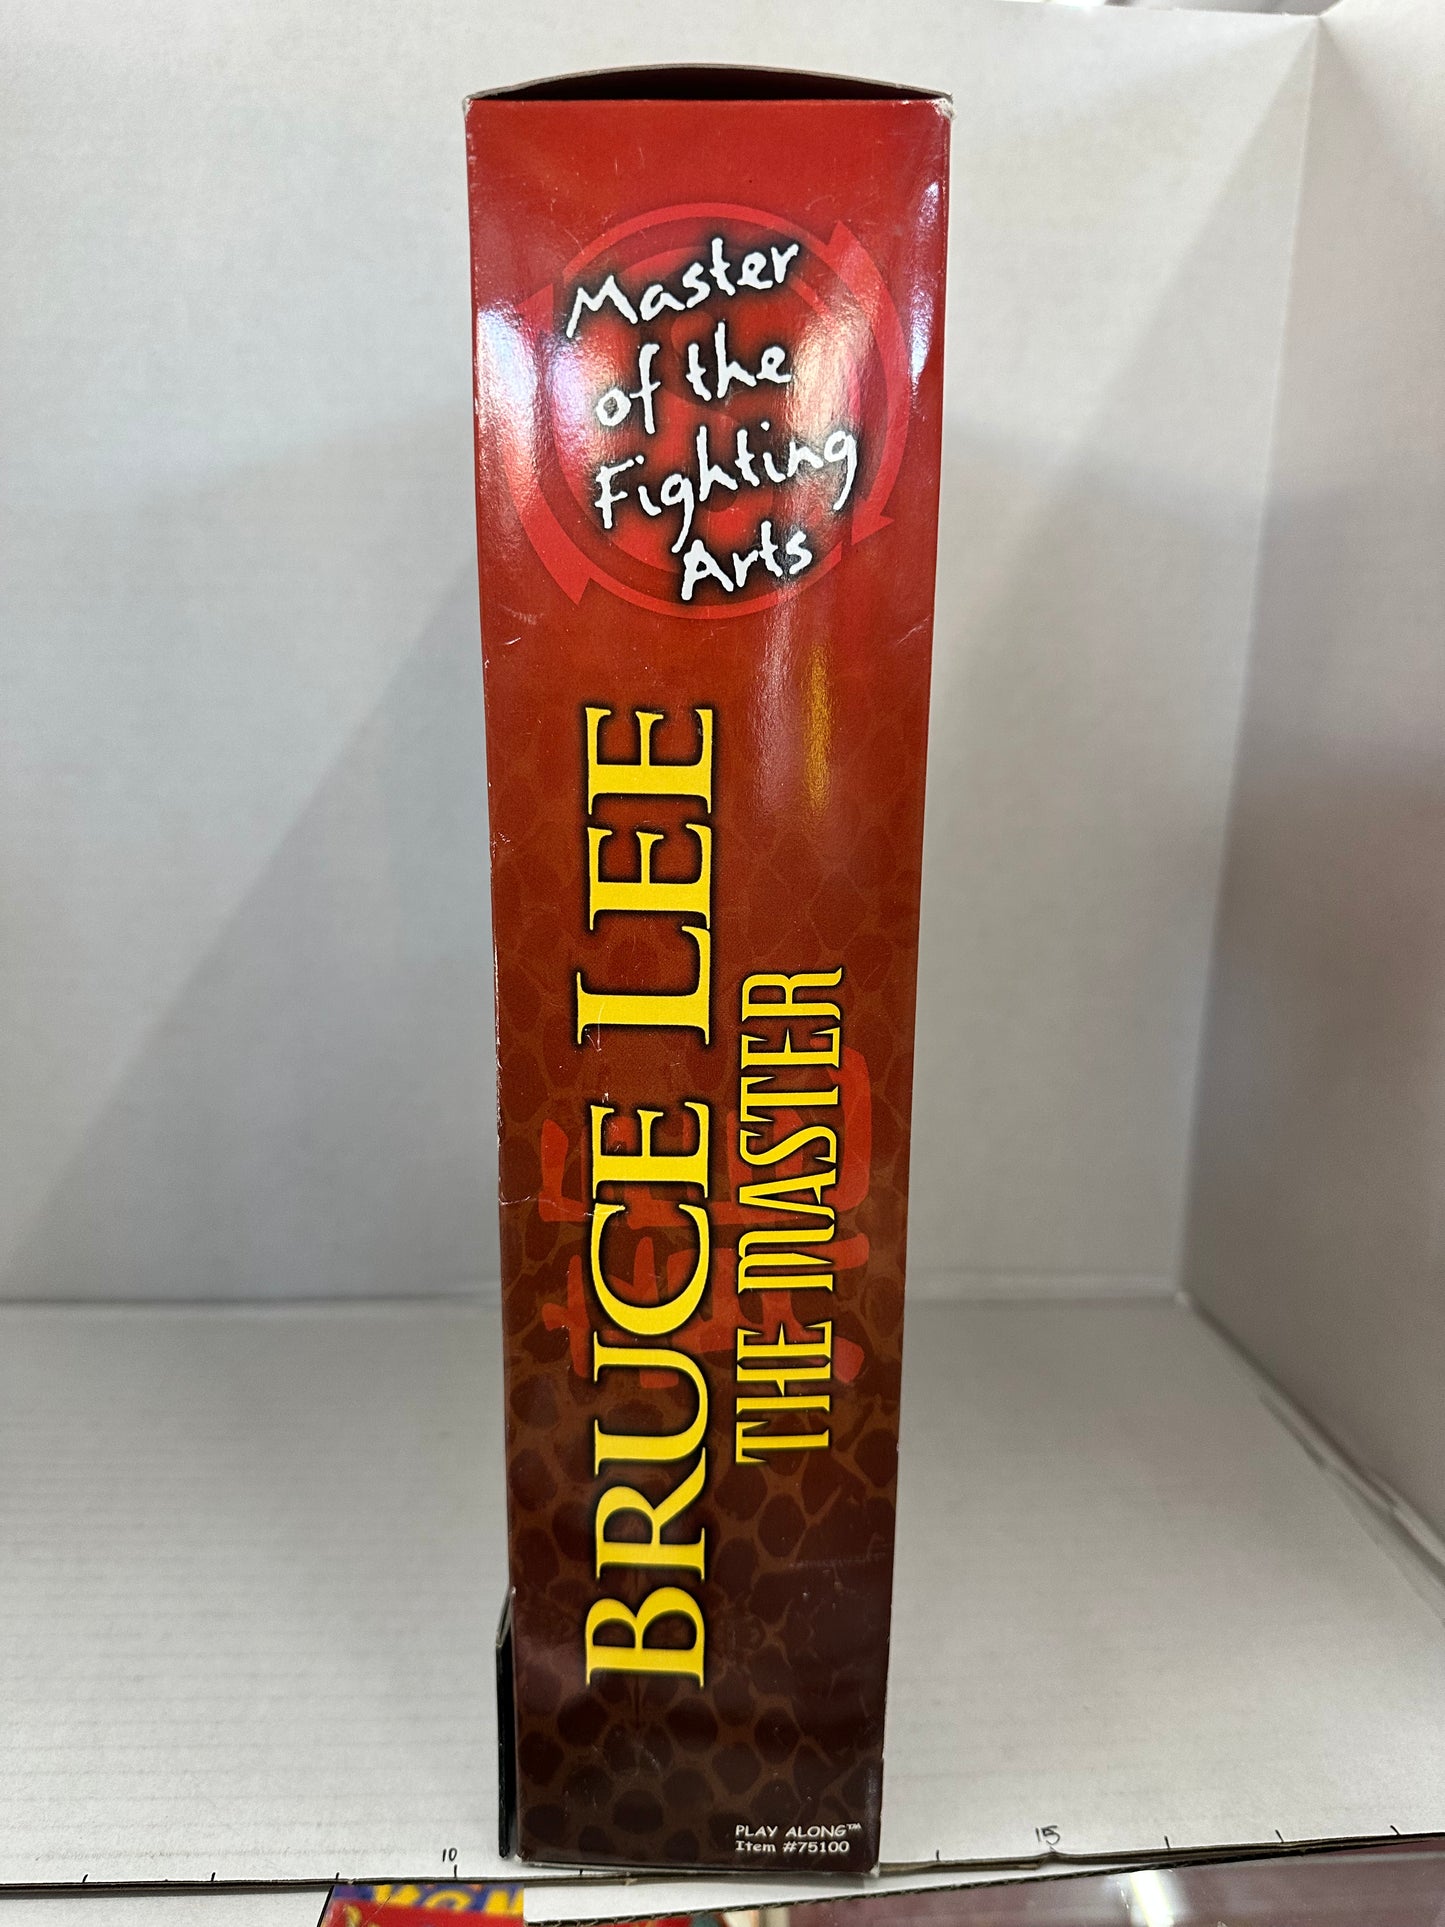 Master
of the
Fighting
Arts
BRUCE LEE
THE MASTER
PLAY ALONG™
Item #75100
10
15